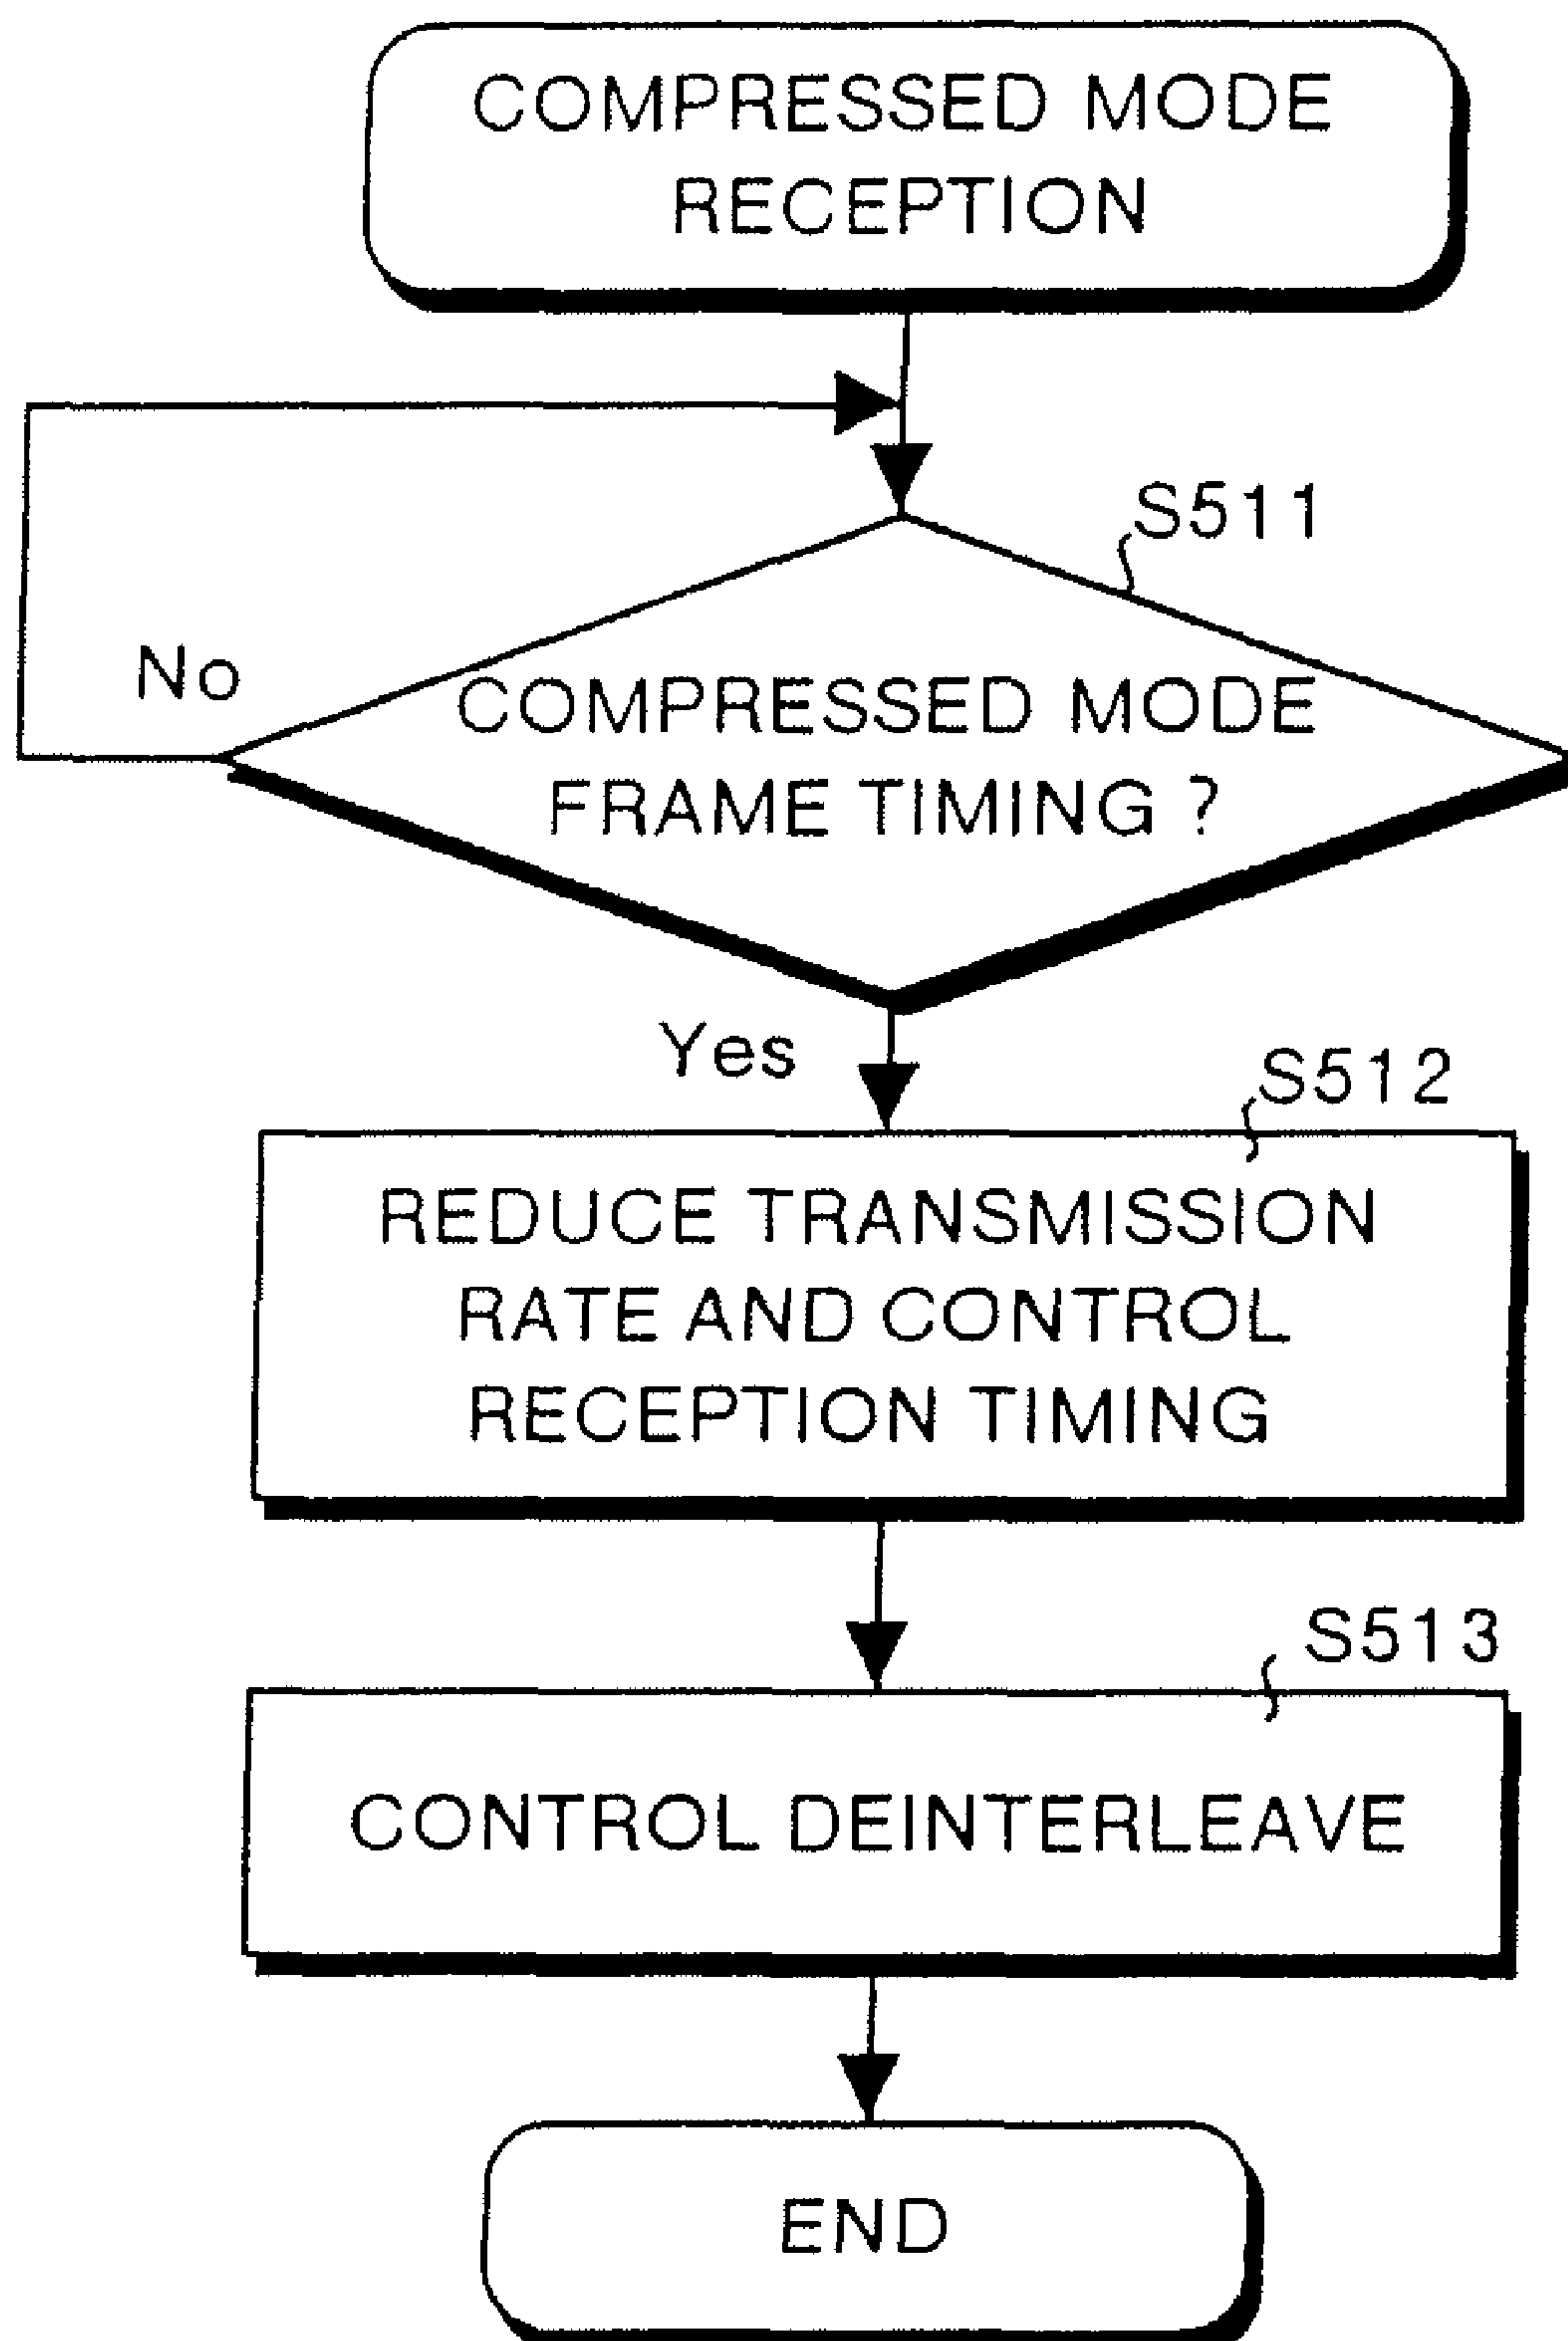 COMPRESSED MODE
RECEPTION
S511
No
COMPRESSED MODE
FRAME TIMING ?
Yes
S512
REDUCE TRANSMISSION
RATE AND CONTROL
RECEPTION TIMING
S513
CONTROL DEINTERLEAVE
END